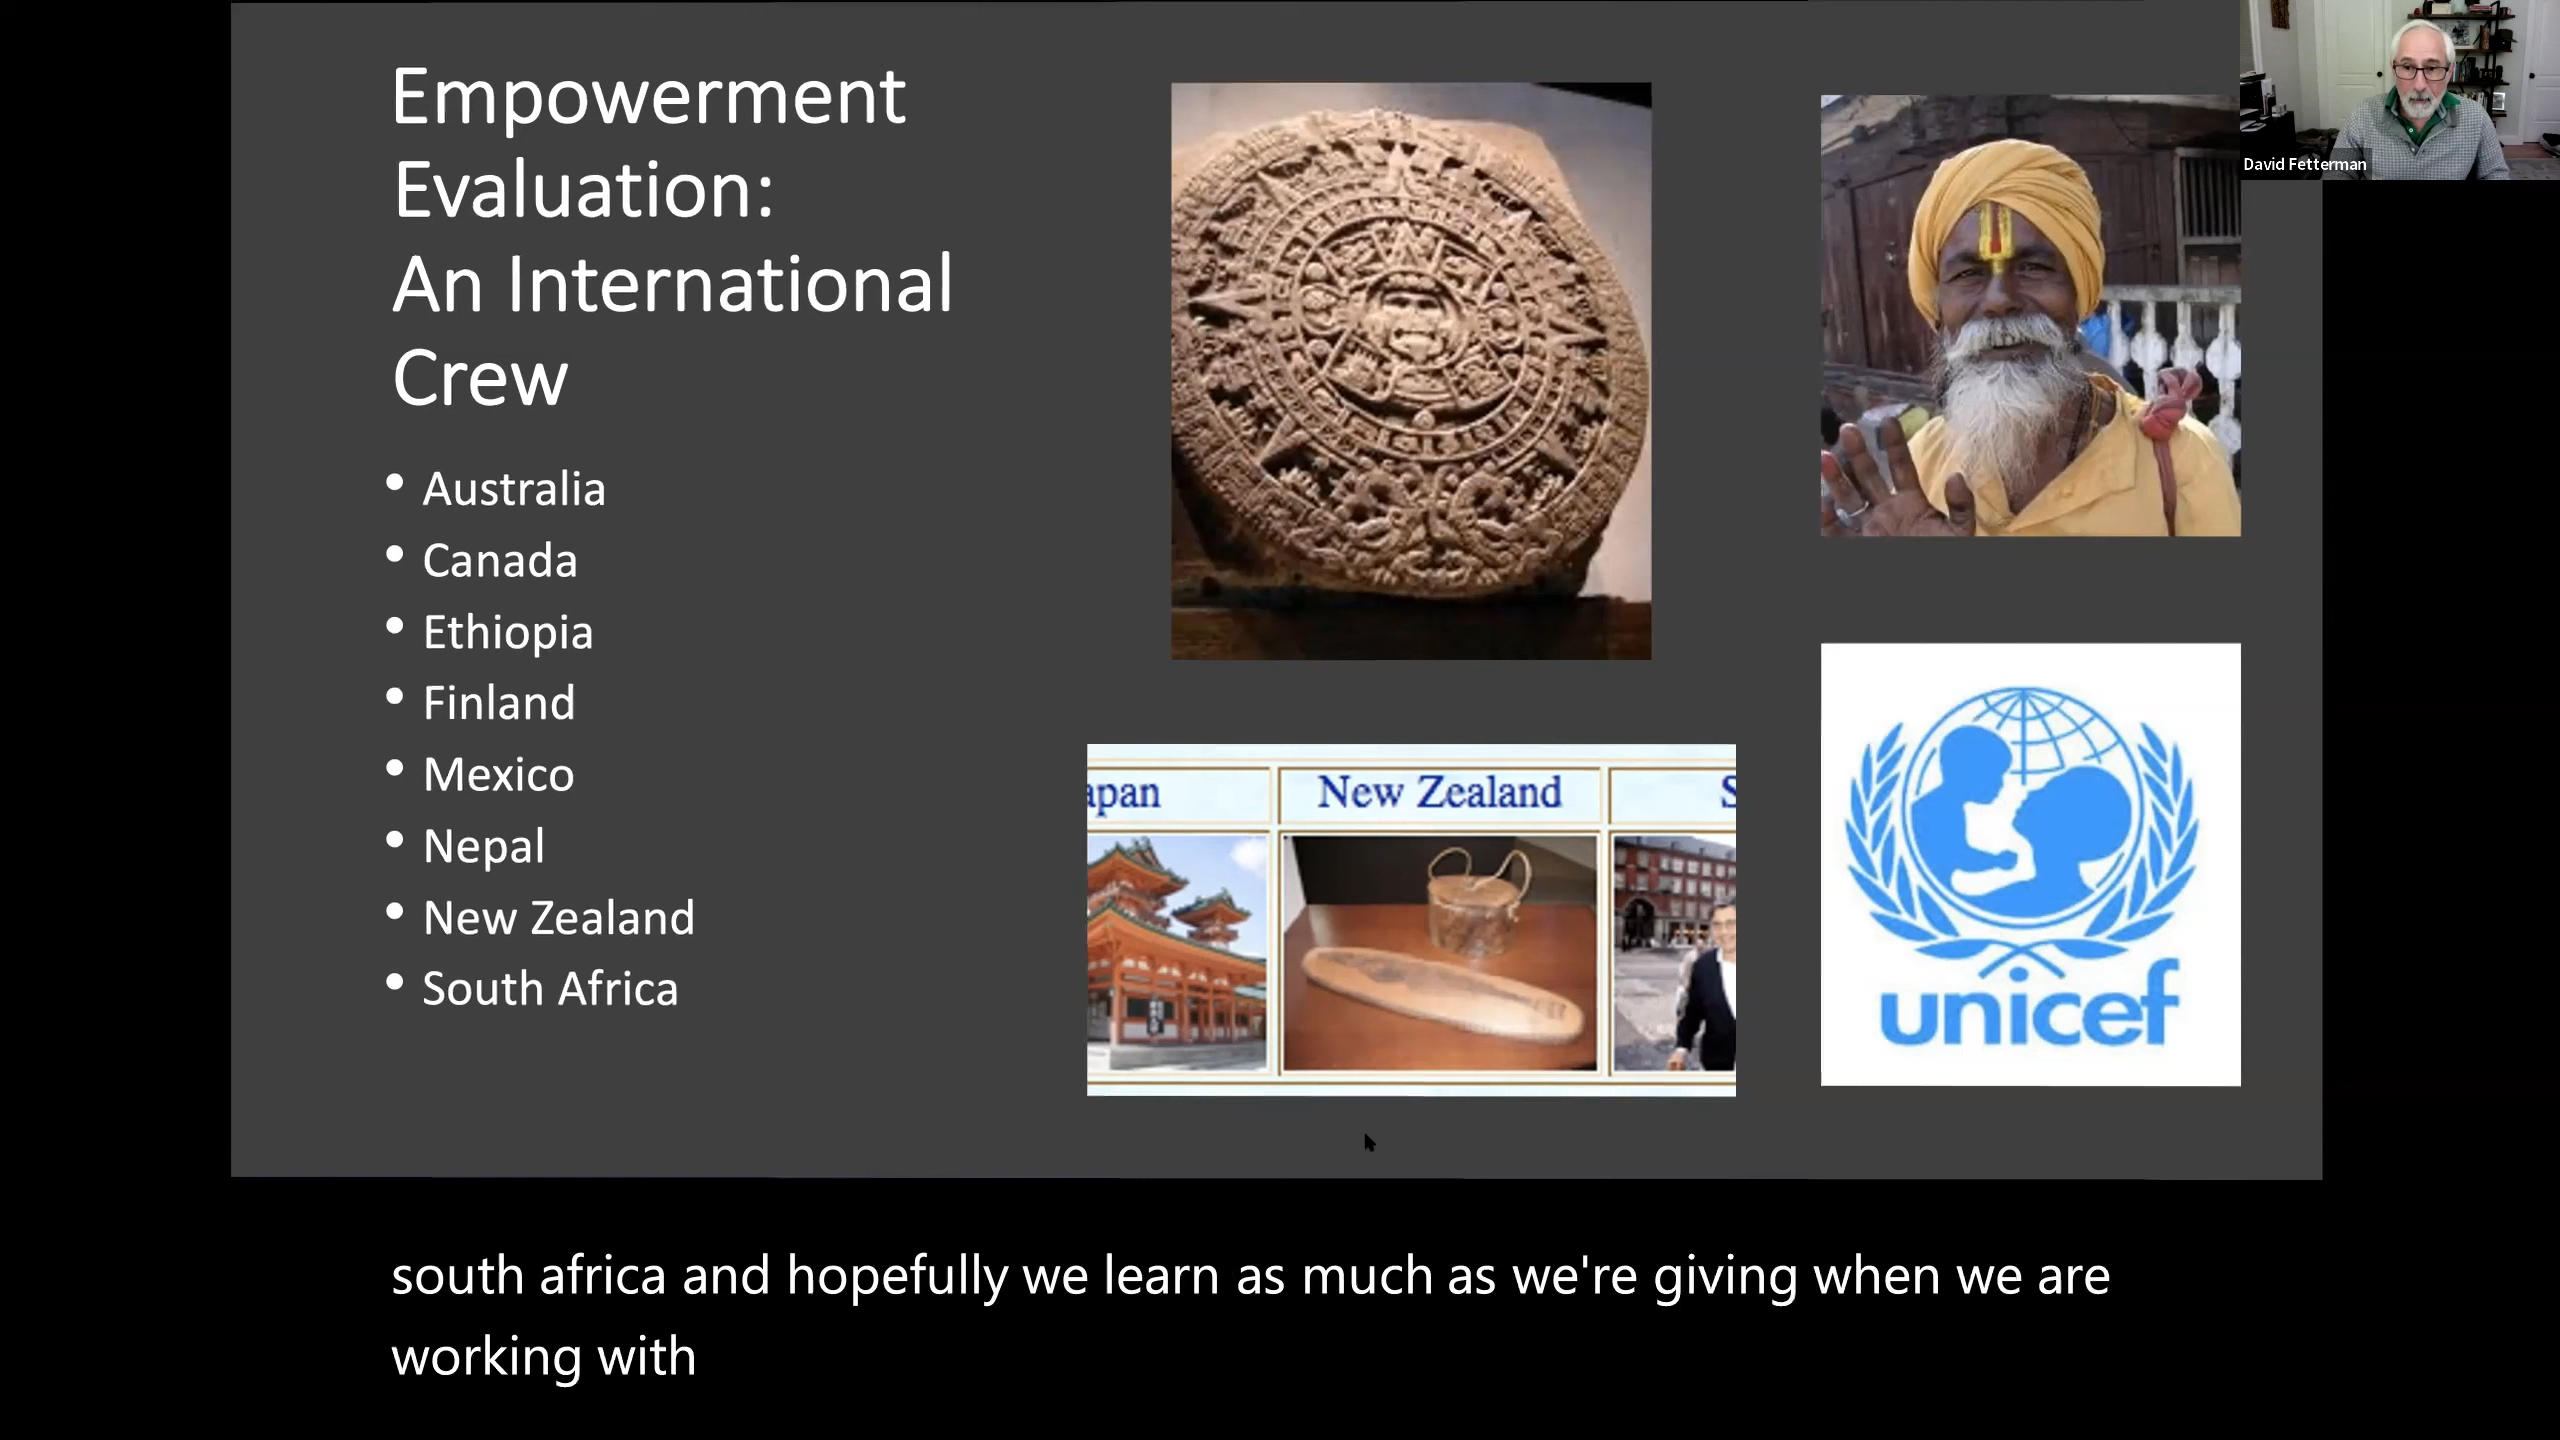 Empowerment
Evaluation:
An International
Crew
• Australia
• Canada
• Ethiopia
• Finland
• Mexico
• Nepal
• New Zealand
• South Africa
apan
New Zealand
S
unicef
David Fetterman
south africa and hopefully we learn as much as we're giving when we are
working with